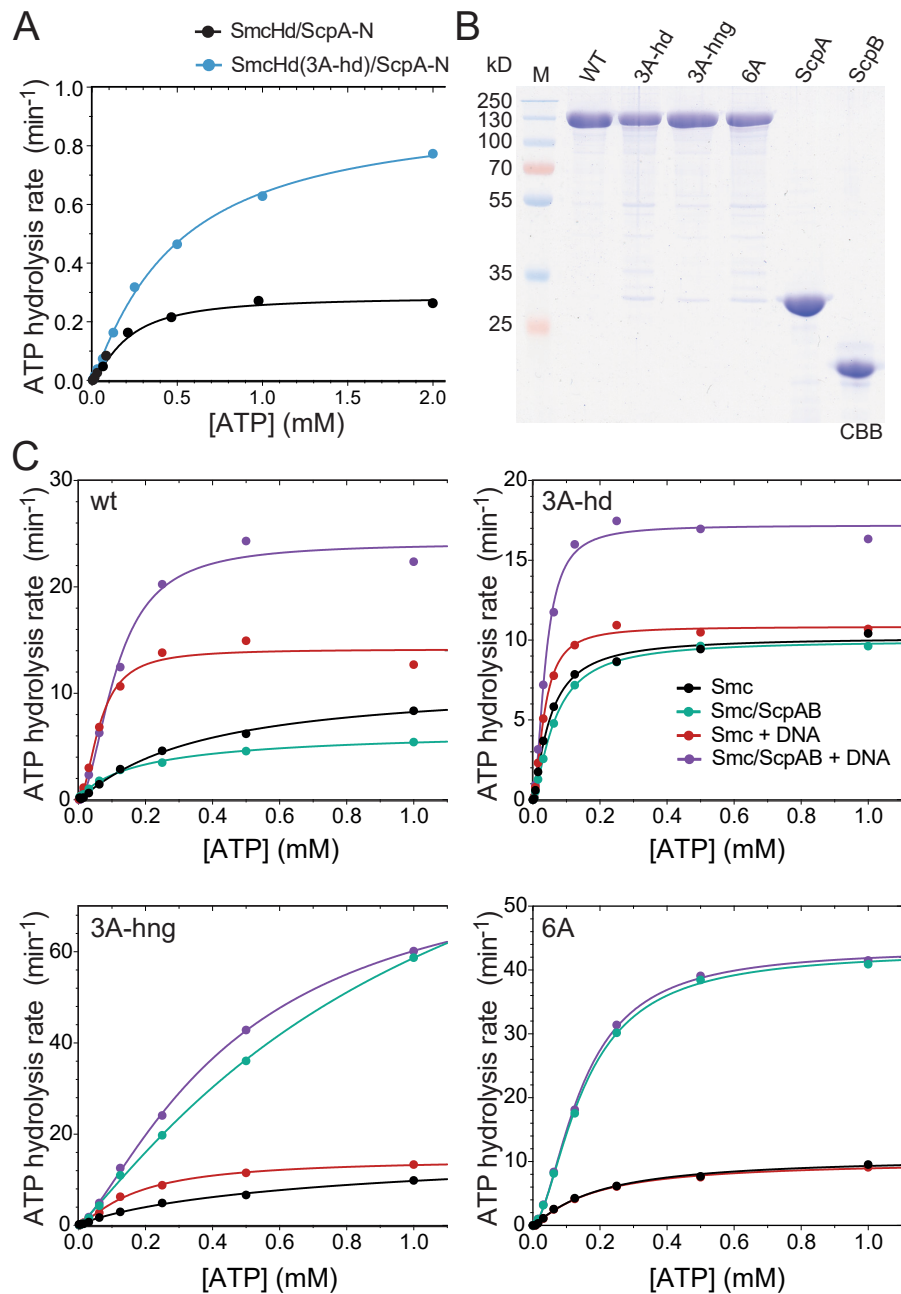 A
SmcHd/ScpA-N
SmcHd(3A-hd)/ScpA-N
ATP hydrolysis rate (min⁻¹)
1.0
0.8
0.6
0.4
0.2
0.0
0.0 0.5 1.0 1.5 2.0
[ATP] (mM)
B
kD M WT 3A-hd 3A-hng 6A ScpA ScpB
250
130
100
70
55
35
25
CBB
C
wt
ATP hydrolysis rate (min⁻¹)
30
20
10
0
0.0 0.2 0.4 0.6 0.8 1.0
[ATP] (mM)
3A-hd
ATP hydrolysis rate (min⁻¹)
20
15
10
5
0
Smc
Smc/ScpAB
Smc + DNA
Smc/ScpAB + DNA
0.0 0.2 0.4 0.6 0.8 1.0
[ATP] (mM)
3A-hng
ATP hydrolysis rate (min⁻¹)
60
40
20
0
0.0 0.2 0.4 0.6 0.8 1.0
[ATP] (mM)
6A
ATP hydrolysis rate (min⁻¹)
50
40
30
20
10
0
0.0 0.2 0.4 0.6 0.8 1.0
[ATP] (mM)